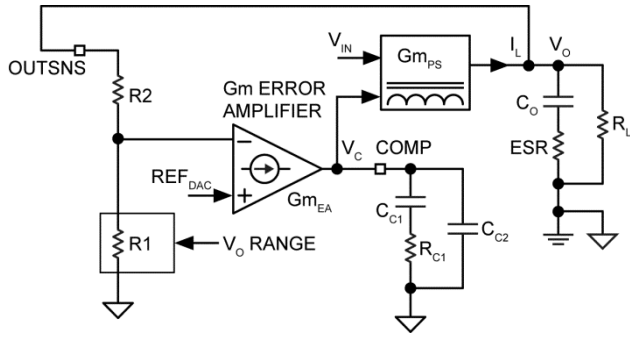 V_IN
Gm_PS
I_L
V_O
OUTSNS
R2
Gm ERROR
AMPLIFIER
C_O
R_L
ESR
−
V_C
COMP
REF_DAC
+
Gm_EA
C_C1
C_C2
R_C1
R1
V_O RANGE